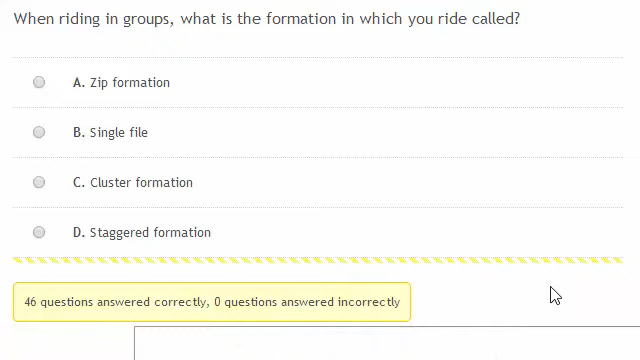 When riding in groups, what is the formation in which you ride called?
A. Zip formation
B. Single file
C. Cluster formation
D. Staggered formation
46 questions answered correctly, 0 questions answered incorrectly